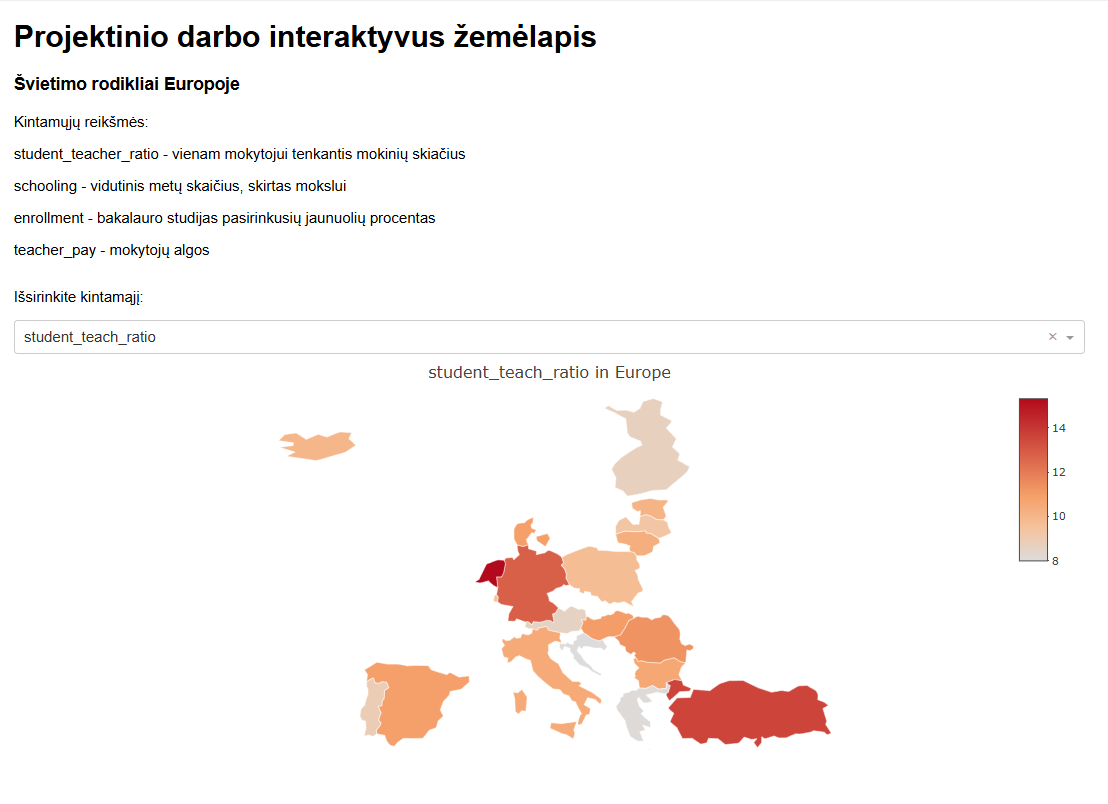 Projektinio darbo interaktyvus žemėlapis
Švietimo rodikliai Europoje
Kintamųjų reikšmės:
student_teacher_ratio - vienam mokytojui tenkantis mokinių skiačius
schooling - vidutinis metų skaičius, skirtas mokslui
enrollment - bakalauro studijas pasirinkusių jaunuolių procentas
teacher_pay - mokytojų algos
Išsirinkite kintamąjį:
student_teach_ratio
student_teach_ratio in Europe
14
12
10
8